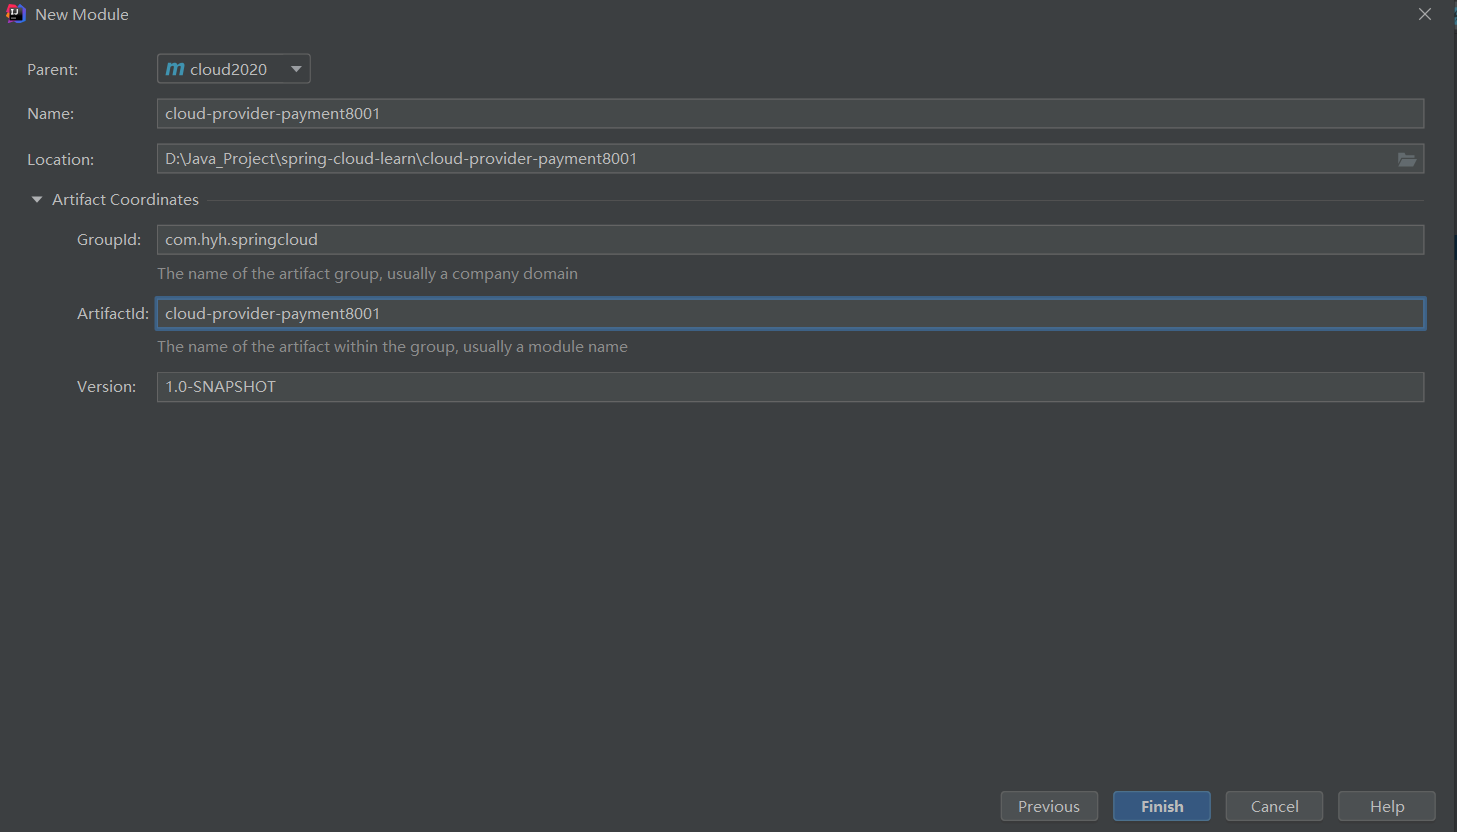 New Module
Parent: m cloud2020
Name: cloud-provider-payment8001
Location: D:\Java_Project\spring-cloud-learn\cloud-provider-payment8001
Artifact Coordinates
GroupId: com.hyh.springcloud
The name of the artifact group, usually a company domain
ArtifactId: cloud-provider-payment8001
The name of the artifact within the group, usually a module name
Version: 1.0-SNAPSHOT
Previous Finish Cancel Help